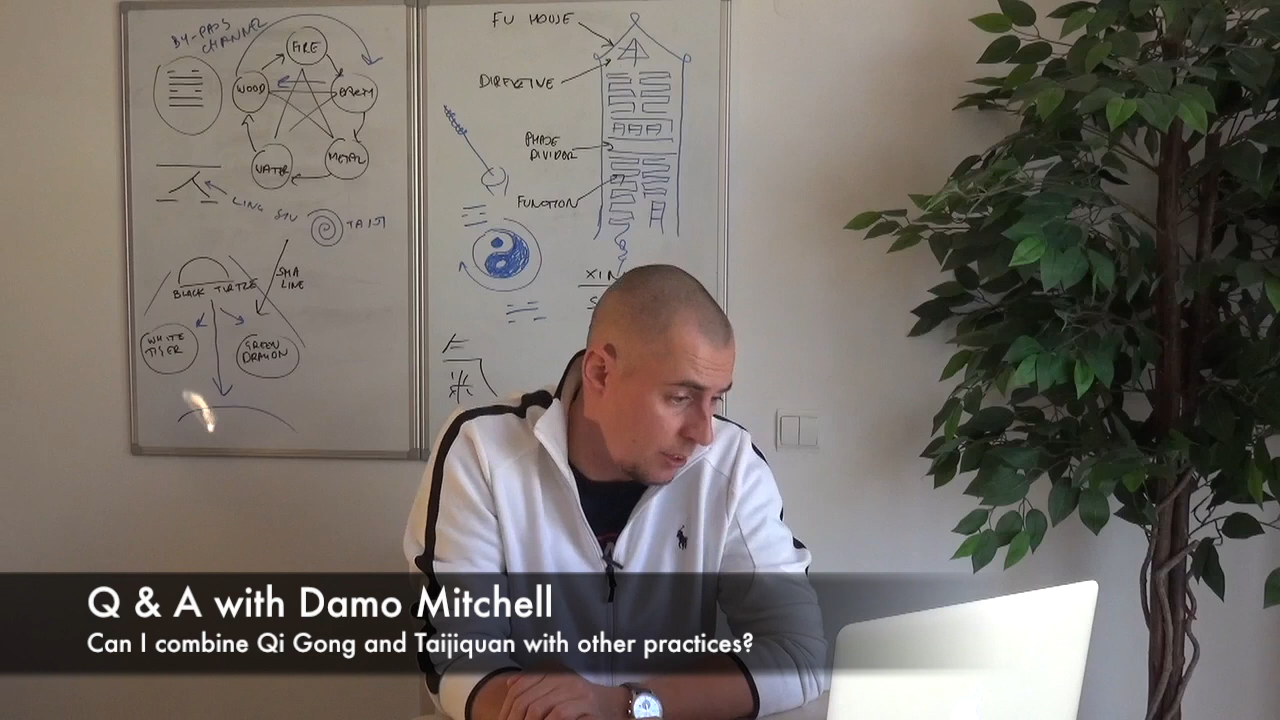 BY-PASS
CHANNEL
FIRE
WOOD
EARTH
WATER
METAL
LING
TAIJI
BLACK TURTLE
SHA
LINE
WHITE
TIGER
GREEN
DRAGON
FU HOUSE
DIRECTIVE
PHASE
DIVIDER
FUNCTION
XIN
Q & A with Damo Mitchell
Can I combine Qi Gong and Taijiquan with other practices?